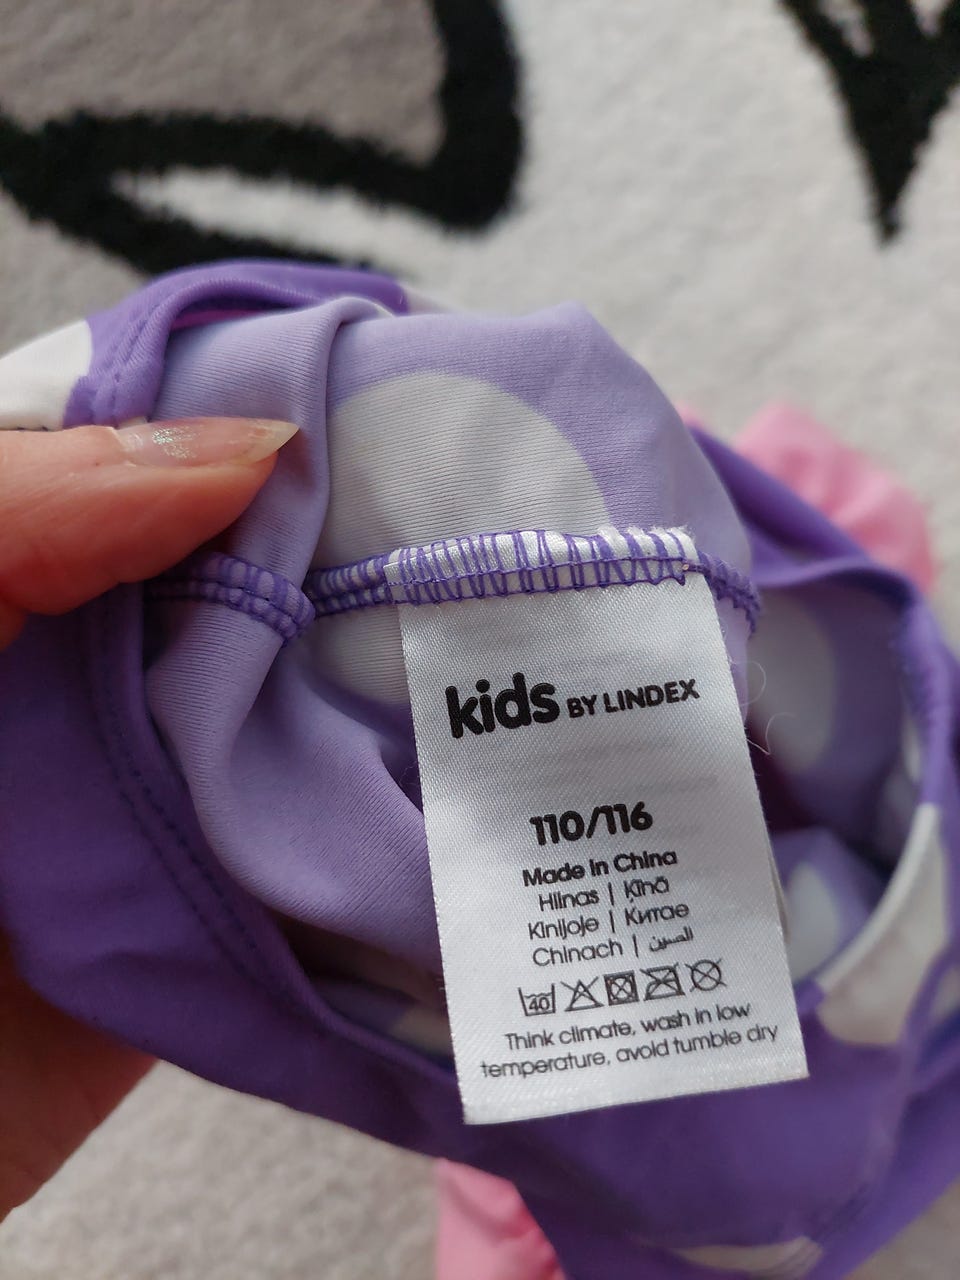 kids BY LINDEX
110/116
Made in China
Hiinas | Ķīnā
Kinijoje | Китае
Chinach | الصين
40
Think climate, wash in low
temperature, avoid tumble dry